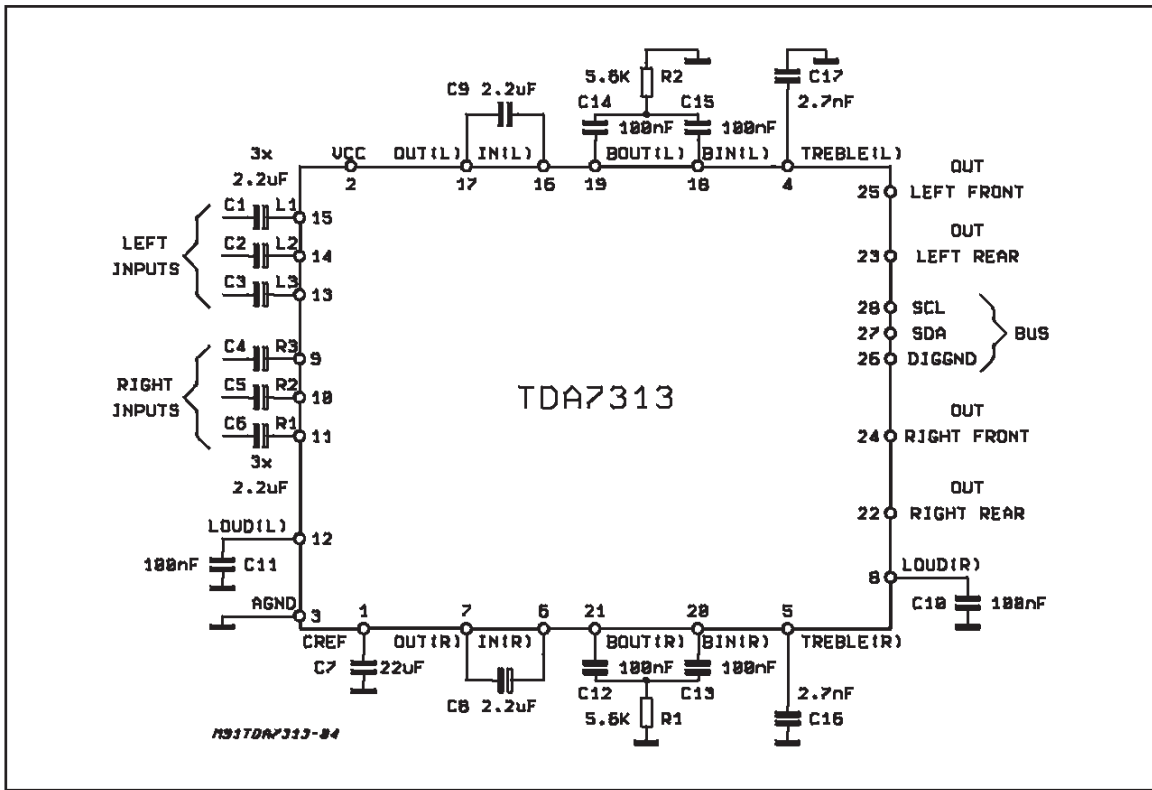 5.6K R2
C17
2.7nF
C9 2.2uF
C14 C15
100nF 100nF
3x
2.2uF
VCC OUT(L) IN(L) BOUT(L) BIN(L) TREBLE(L)
2 17 16 19 18 4
OUT
25 LEFT FRONT
C1 L1 15
LEFT
INPUTS
C2 L2 14
C3 L3 13
OUT
23 LEFT REAR
28 SCL
27 SDA
26 DIGGND
BUS
C4 R3 9
RIGHT
INPUTS
C5 R2 10
C6 R1 11
3x
2.2uF
TDA7313
OUT
24 RIGHT FRONT
OUT
22 RIGHT REAR
LOUD(L) 12
100nF C11
8 LOUD(R)
C10 100nF
AGND 3
1 7 6 21 20 5
CREF OUT(R) IN(R) BOUT(R) BIN(R) TREBLE(R)
C7 22uF
100nF 100nF
C8 2.2uF
C12 C13
5.6K R1
2.7nF
C16
M91TDA7313-04